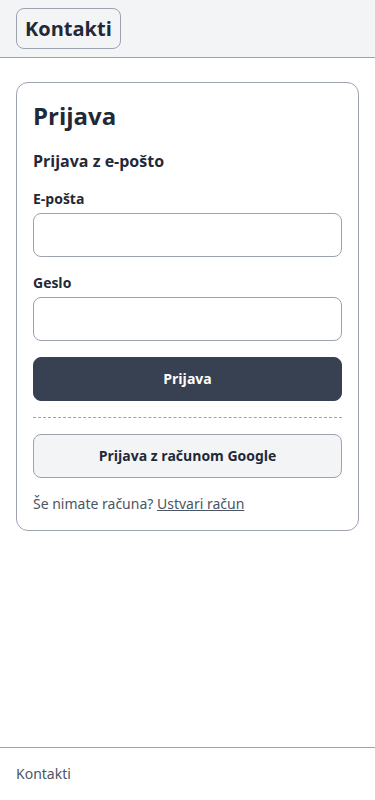 Kontakti
Prijava
Prijava z e-pošto
E-pošta
Geslo
Prijava
Prijava z računom Google
Še nimate računa? Ustvari račun
Kontakti